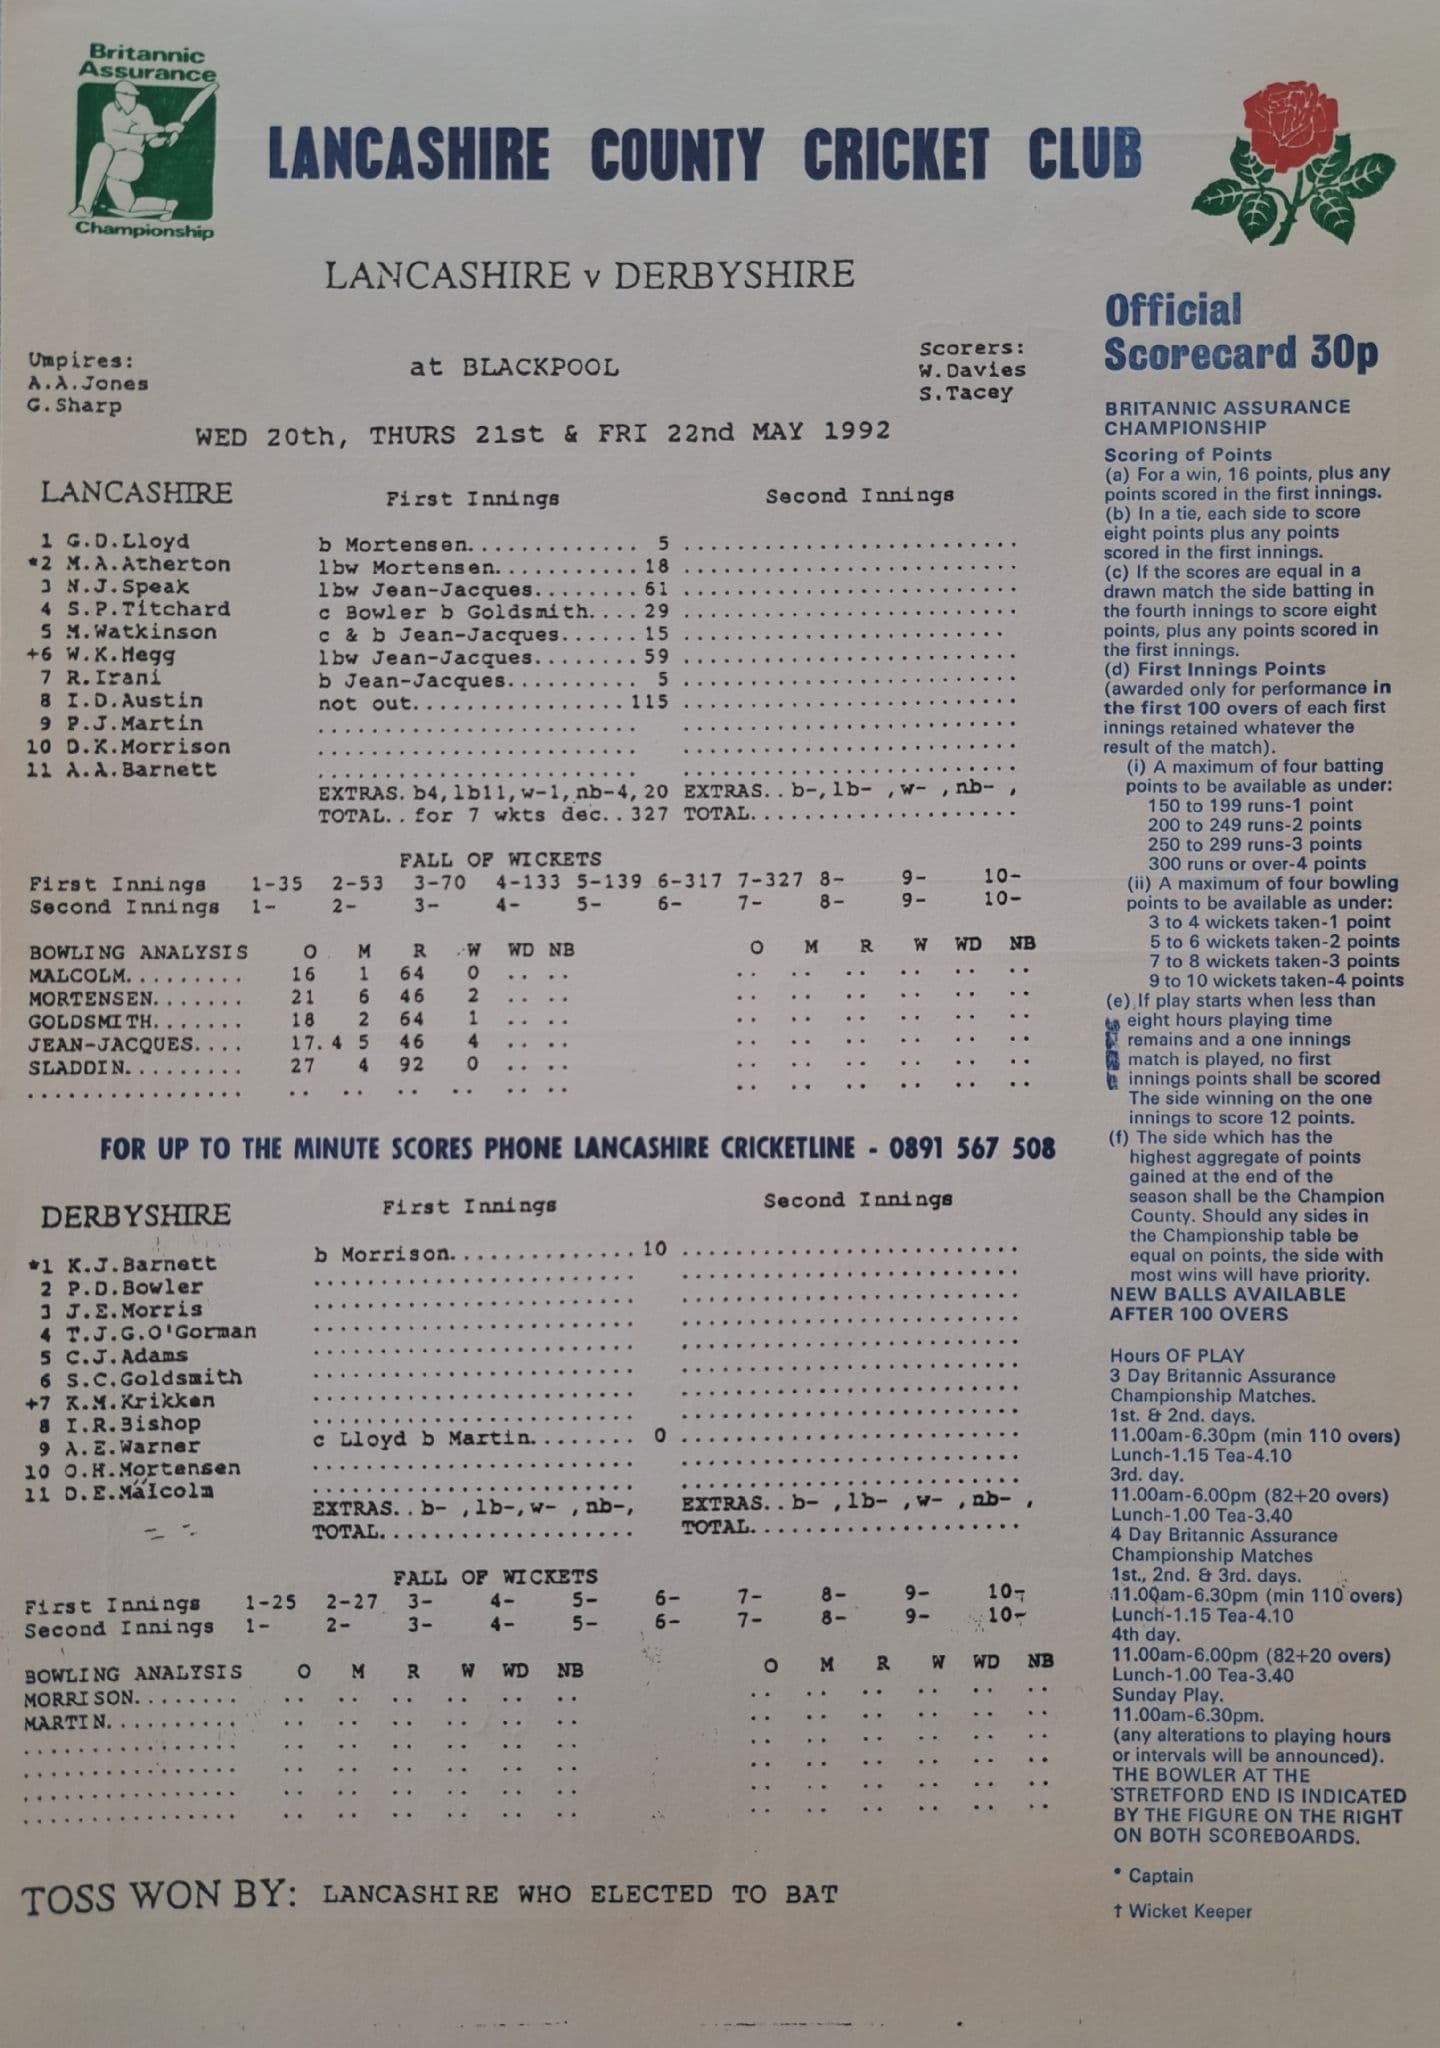 Britannic
Assurance
Championship
LANCASHIRE COUNTY CRICKET CLUB
LANCASHIRE v DERBYSHIRE
Umpires:
A.A.Jones
G.Sharp
at BLACKPOOL
Scorers:
W.Davies
S.Tacey
WED 20th, THURS 21st & FRI 22nd MAY 1992
LANCASHIRE First Innings Second Innings
1 G.D.Lloyd b Mortensen............. 5 .........................
*2 M.A.Atherton lbw Mortensen........... 18 .........................
3 N.J.Speak lbw Jean-Jacques........ 61 .........................
4 S.P.Titchard c Bowler b Goldsmith.... 29 .........................
5 M.Watkinson c & b Jean-Jacques...... 15 .........................
+6 W.K.Hegg lbw Jean-Jacques........ 59 .........................
7 R.Irani b Jean-Jacques.......... 5 .........................
8 I.D.Austin not out................ 115 .........................
9 P.J.Martin ........................ .........................
10 D.K.Morrison ........................ .........................
11 A.A.Barnett ........................ .........................
EXTRAS. b4,lb11,w-1,nb-4,20 EXTRAS.. b-,lb- ,w- ,nb- ,
TOTAL.. for 7 wkts dec.. 327 TOTAL....................
FALL OF WICKETS
First Innings 1-35 2-53 3-70 4-133 5-139 6-317 7-327 8- 9- 10-
Second Innings 1- 2- 3- 4- 5- 6- 7- 8- 9- 10-
BOWLING ANALYSIS O M R W WD NB O M R W WD NB
MALCOLM......... 16 1 64 0 .. .. .. .. .. .. .. ..
MORTENSEN....... 21 6 46 2 .. .. .. .. .. .. .. ..
GOLDSMITH....... 18 2 64 1 .. .. .. .. .. .. .. ..
JEAN-JACQUES.... 17.4 5 46 4 .. .. .. .. .. .. .. ..
SLADDIN......... 27 4 92 0 .. .. .. .. .. .. .. ..
................ .. .. .. .. .. .. .. .. .. .. .. ..
FOR UP TO THE MINUTE SCORES PHONE LANCASHIRE CRICKETLINE - 0891 567 508
DERBYSHIRE First Innings Second Innings
*1 K.J.Barnett b Morrison.............. 10 .........................
2 P.D.Bowler ........................ .........................
3 J.E.Morris ........................ .........................
4 T.J.G.O'Gorman ........................ .........................
5 C.J.Adams ........................ .........................
6 S.C.Goldsmith ........................ .........................
+7 K.M.Krikken ........................ .........................
8 I.R.Bishop ........................ .........................
9 A.E.Warner c Lloyd b Martin........ 0 .........................
10 O.H.Mortensen ........................ .........................
11 D.E.Malcolm ........................ .........................
EXTRAS.. b- ,lb-,w- ,nb-, EXTRAS.. b- ,lb- ,w- ,nb- ,
TOTAL................... TOTAL....................
FALL OF WICKETS
First Innings 1-25 2-27 3- 4- 5- 6- 7- 8- 9- 10-
Second Innings 1- 2- 3- 4- 5- 6- 7- 8- 9- 10-
BOWLING ANALYSIS O M R W WD NB O M R W WD NB
MORRISON........ .. .. .. .. .. .. .. .. .. .. .. ..
MARTIN.......... .. .. .. .. .. .. .. .. .. .. .. ..
................ .. .. .. .. .. .. .. .. .. .. .. ..
................ .. .. .. .. .. .. .. .. .. .. .. ..
................ .. .. .. .. .. .. .. .. .. .. .. ..
................ .. .. .. .. .. .. .. .. .. .. .. ..
TOSS WON BY: LANCASHIRE WHO ELECTED TO BAT
Official
Scorecard 30p
BRITANNIC ASSURANCE
CHAMPIONSHIP
Scoring of Points
(a) For a win, 16 points, plus any
points scored in the first innings.
(b) In a tie, each side to score
eight points plus any points
scored in the first innings.
(c) If the scores are equal in a
drawn match the side batting in
the fourth innings to score eight
points, plus any points scored in
the first innings.
(d) First Innings Points
(awarded only for performance in
the first 100 overs of each first
innings retained whatever the
result of the match).
(i) A maximum of four batting
points to be available as under:
150 to 199 runs-1 point
200 to 249 runs-2 points
250 to 299 runs-3 points
300 runs or over-4 points
(ii) A maximum of four bowling
points to be available as under:
3 to 4 wickets taken-1 point
5 to 6 wickets taken-2 points
7 to 8 wickets taken-3 points
9 to 10 wickets taken-4 points
(e) If play starts when less than
eight hours playing time
remains and a one innings
match is played, no first
innings points shall be scored
The side winning on the one
innings to score 12 points.
(f) The side which has the
highest aggregate of points
gained at the end of the
season shall be the Champion
County. Should any sides in
the Championship table be
equal on points, the side with
most wins will have priority.
NEW BALLS AVAILABLE
AFTER 100 OVERS
Hours OF PLAY
3 Day Britannic Assurance
Championship Matches.
1st. & 2nd. days.
11.00am-6.30pm (min 110 overs)
Lunch-1.15 Tea-4.10
3rd. day.
11.00am-6.00pm (82+20 overs)
Lunch-1.00 Tea-3.40
4 Day Britannic Assurance
Championship Matches
1st., 2nd. & 3rd. days.
11.00am-6.30pm (min 110 overs)
Lunch-1.15 Tea-4.10
4th day.
11.00am-6.00pm (82+20 overs)
Lunch-1.00 Tea-3.40
Sunday Play.
11.00am-6.30pm.
(any alterations to playing hours
or intervals will be announced).
THE BOWLER AT THE
STRETFORD END IS INDICATED
BY THE FIGURE ON THE RIGHT
ON BOTH SCOREBOARDS.
* Captain
† Wicket Keeper